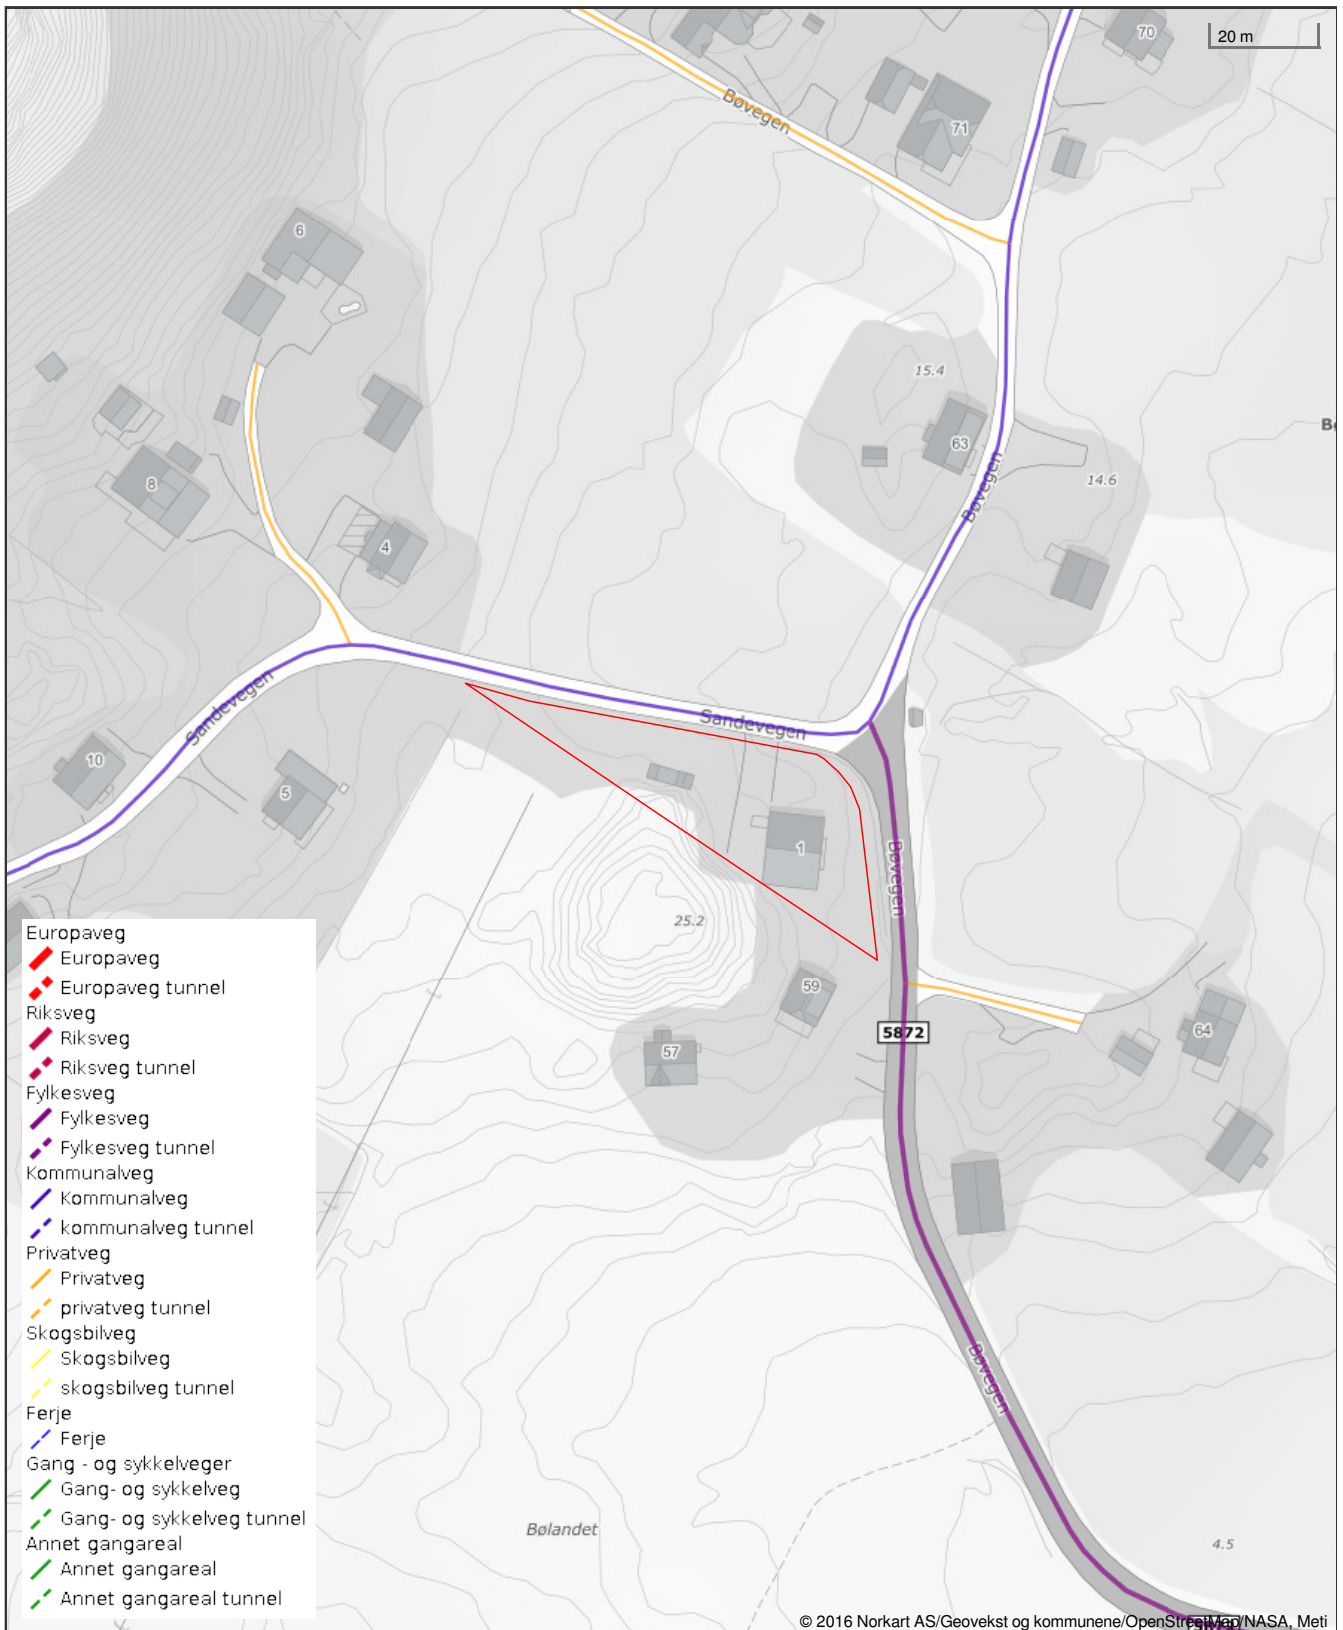 20 m
70
Bøvegen
71
6
15.4
63
8
14.6
Bøvegen
4
Sandevegen
Sandevegen
10
5
1
Bøvegen
25.2
59
5872
57
64
Europaveg
Europaveg
Europaveg tunnel
Riksveg
Riksveg
Riksveg tunnel
Fylkesveg
Fylkesveg
Fylkesveg tunnel
Kommunalveg
Kommunalveg
kommunalveg tunnel
Privatveg
Privatveg
privatveg tunnel
Skogsbilveg
Skogsbilveg
skogsbilveg tunnel
Ferje
Ferje
Gang - og sykkelveger
Gang- og sykkelveg
Gang- og sykkelveg tunnel
Annet gangareal
Annet gangareal
Annet gangareal tunnel
Bøvegen
Bølandet
4.5
© 2016 Norkart AS/Geovekst og kommunene/OpenStreetMap/NASA, Meti